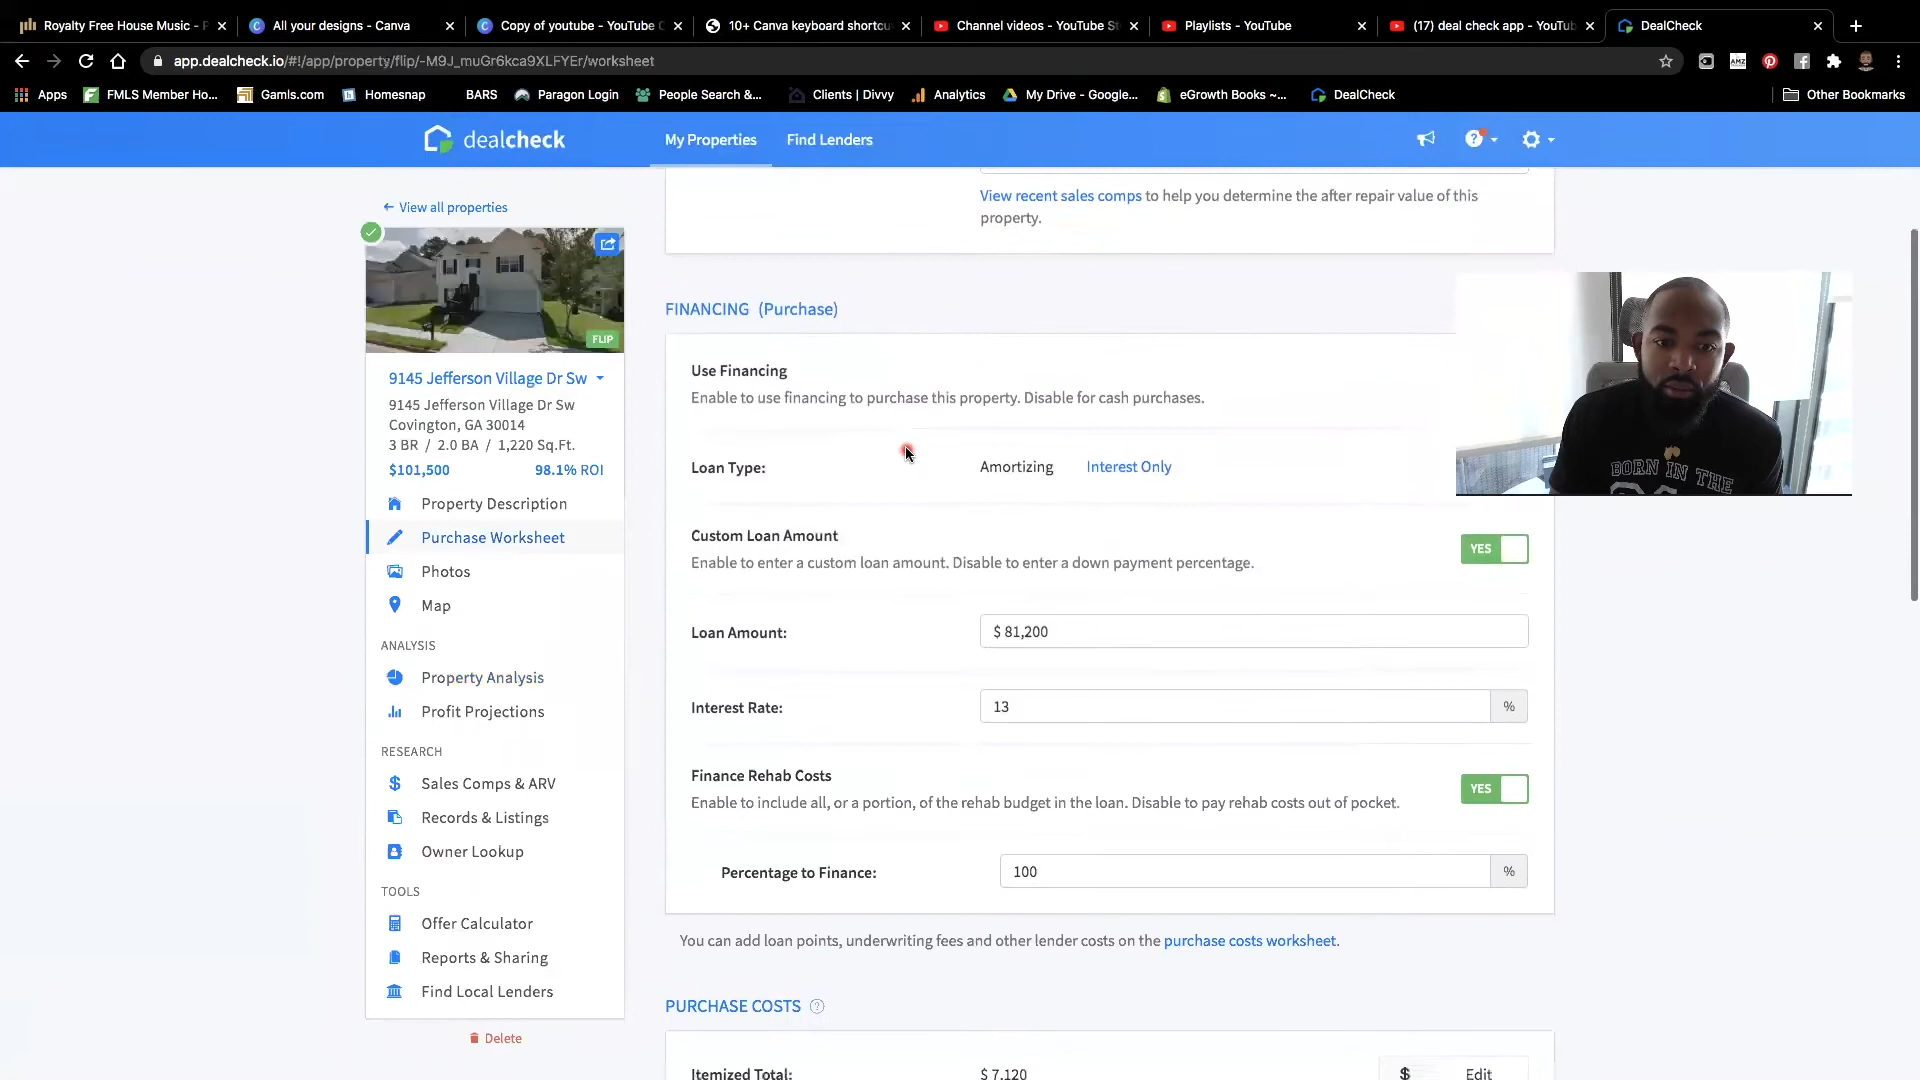 Royalty Free House Music - P
All your designs - Canva
Copy of youtube - YouTube C
10+ Canva keyboard shortcu
Channel videos - YouTube St
Playlists - YouTube
(17) deal check app - YouTub
DealCheck
app.dealcheck.io/#!/app/property/flip/-M9J_muGr6kca9XLFYEr/worksheet
Apps
FMLS Member Ho...
GamIs.com
Homesnap
BARS
Paragon Login
People Search &...
Clients | Divvy
Analytics
My Drive - Google...
eGrowth Books ~...
DealCheck
Other Bookmarks
dealcheck
My Properties
Find Lenders
← View all properties
FLIP
9145 Jefferson Village Dr Sw
9145 Jefferson Village Dr Sw
Covington, GA 30014
3 BR / 2.0 BA / 1,220 Sq.Ft.
$101,500 98.1% ROI
Property Description
Purchase Worksheet
Photos
Map
ANALYSIS
Property Analysis
Profit Projections
RESEARCH
Sales Comps & ARV
Records & Listings
Owner Lookup
TOOLS
Offer Calculator
Reports & Sharing
Find Local Lenders
Delete
View recent sales comps to help you determine the after repair value of this
property.
FINANCING (Purchase)
Use Financing
Enable to use financing to purchase this property. Disable for cash purchases.
Loan Type: Amortizing Interest Only
Custom Loan Amount
Enable to enter a custom loan amount. Disable to enter a down payment percentage.
YES
Loan Amount: $ 81,200
Interest Rate: 13 %
Finance Rehab Costs
Enable to include all, or a portion, of the rehab budget in the loan. Disable to pay rehab costs out of pocket.
YES
Percentage to Finance: 100 %
You can add loan points, underwriting fees and other lender costs on the purchase costs worksheet.
PURCHASE COSTS ?
Itemized Total: $ 7,120 $ Edit
BORN IN THE